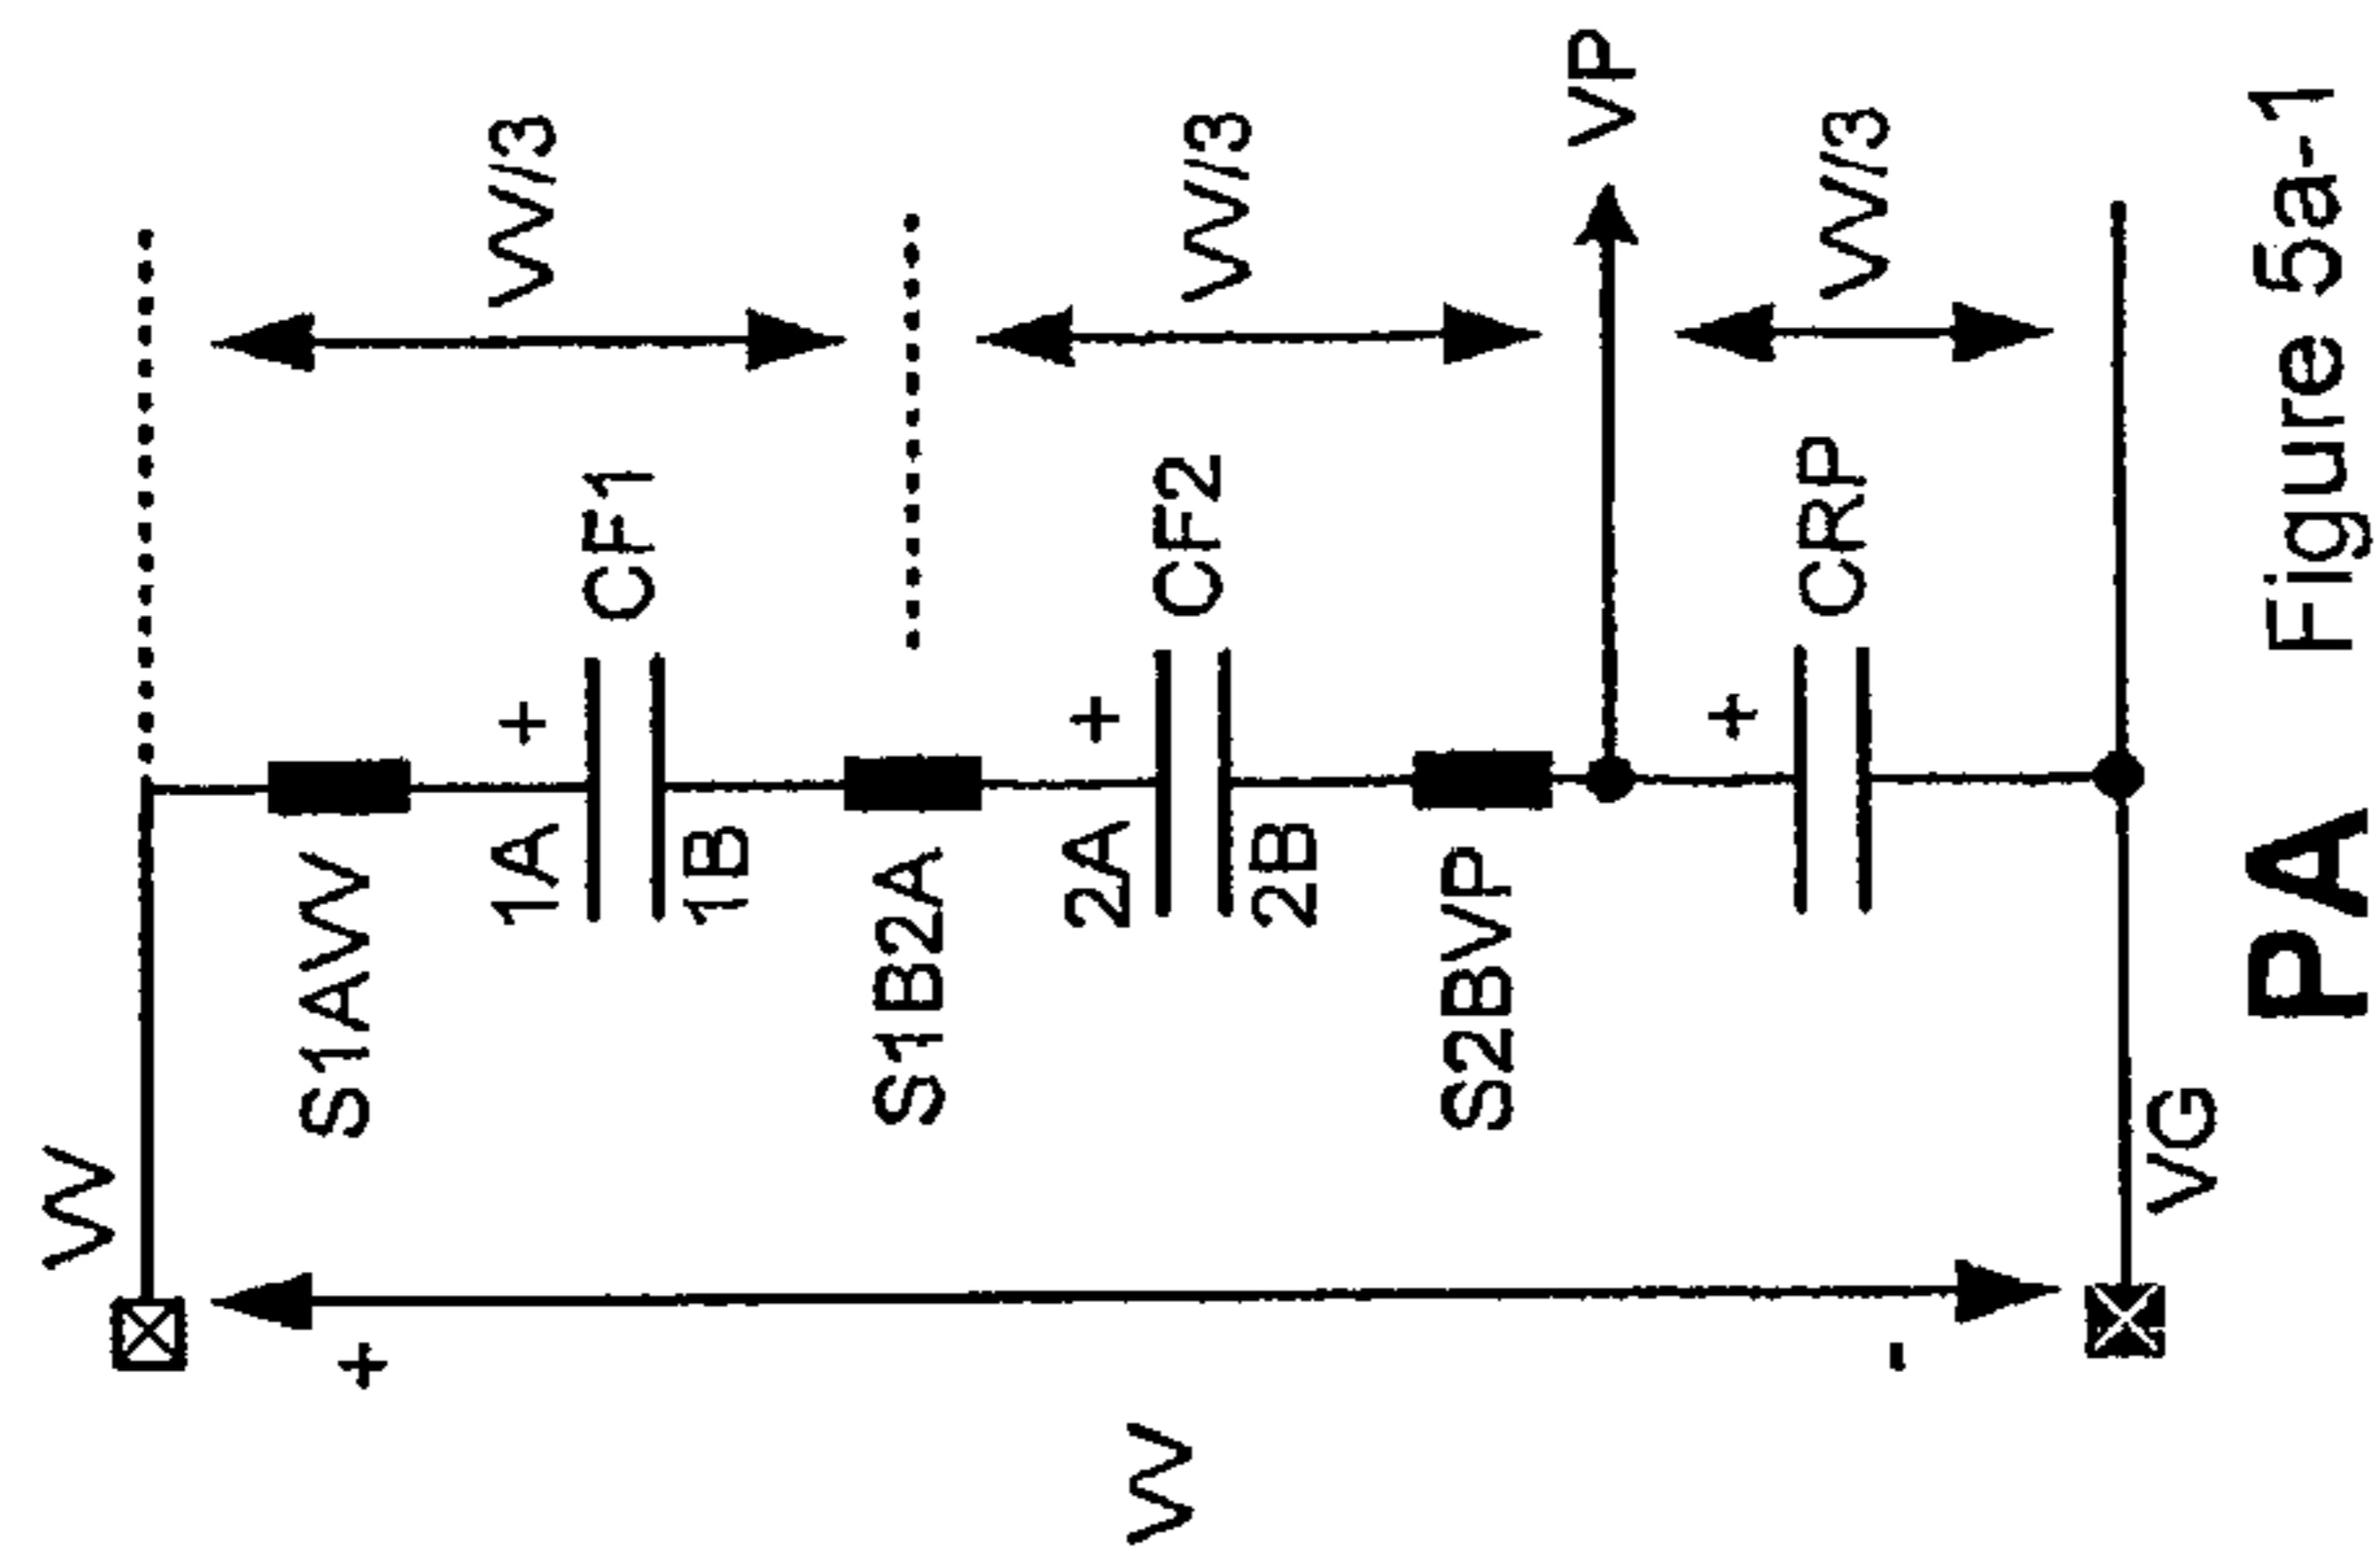 VV
S1AVV
+
VV/3
1A
+
CF1
1B
S1B2A
VV
VV/3
2A
+
CF2
2B
S2BVP
VP
+
CRP
VV/3
-
VG
PA
Figure 5a-1